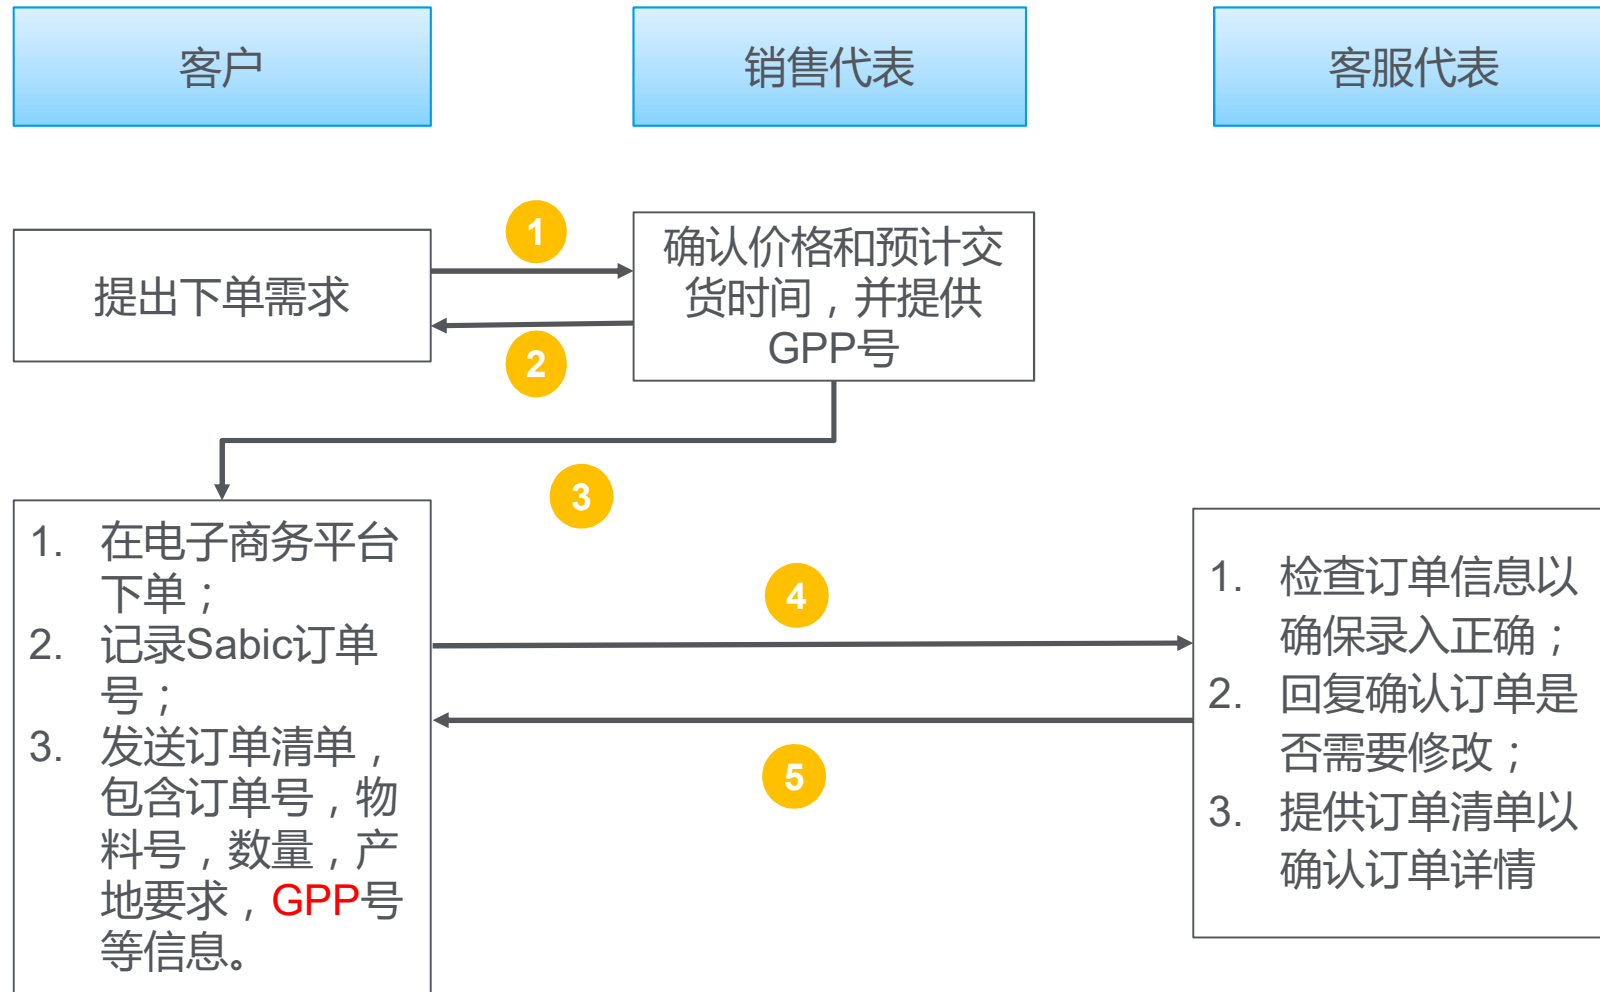 客户
销售代表
客服代表
提出下单需求
1
2
确认价格和预计交
货时间，并提供
GPP号
3
1. 在电子商务平台
下单；
2. 记录Sabic订单
号；
3. 发送订单清单，
包含订单号，物
料号，数量，产
地要求，GPP号
等信息。
4
5
1. 检查订单信息以
确保录入正确；
2. 回复确认订单是
否需要修改；
3. 提供订单清单以
确认订单详情